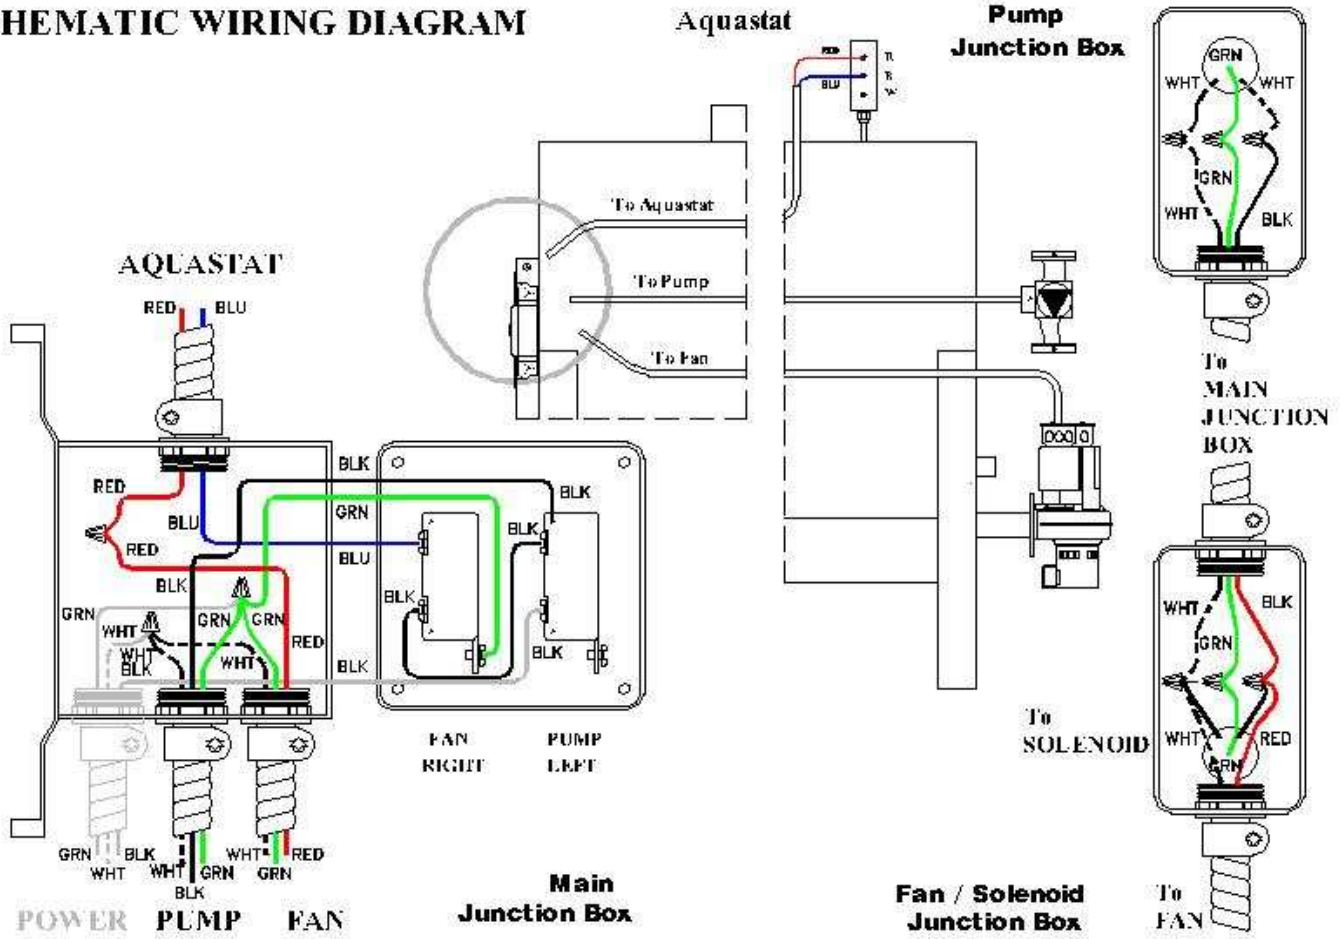 HEMATIC WIRING DIAGRAM
Aquastat
Pump
Junction Box
RED
BLU
R
B
W
GRN
WHT
WHT
GRN
WHT
BLK
To
MAIN
JUNCTION
BOX
To Aquastat
To Pump
To Fan
AQUASTAT
RED
BLU
RED
BLU
RED
BLK
GRN
WHT
WHT
BLK
GRN
GRN
WHT
RED
BLK
GRN
BLU
BLK
BLK
BLK
BLK
BLK
FAN
RIGHT
PUMP
LEFT
GRN
WHT
BLK
WHT
BLK
GRN
WHT
GRN
RED
POWER
PUMP
FAN
Main
Junction Box
WHT
BLK
GRN
WHT
RED
GRN
To
SOLENOID
Fan / Solenoid
Junction Box
To
FAN